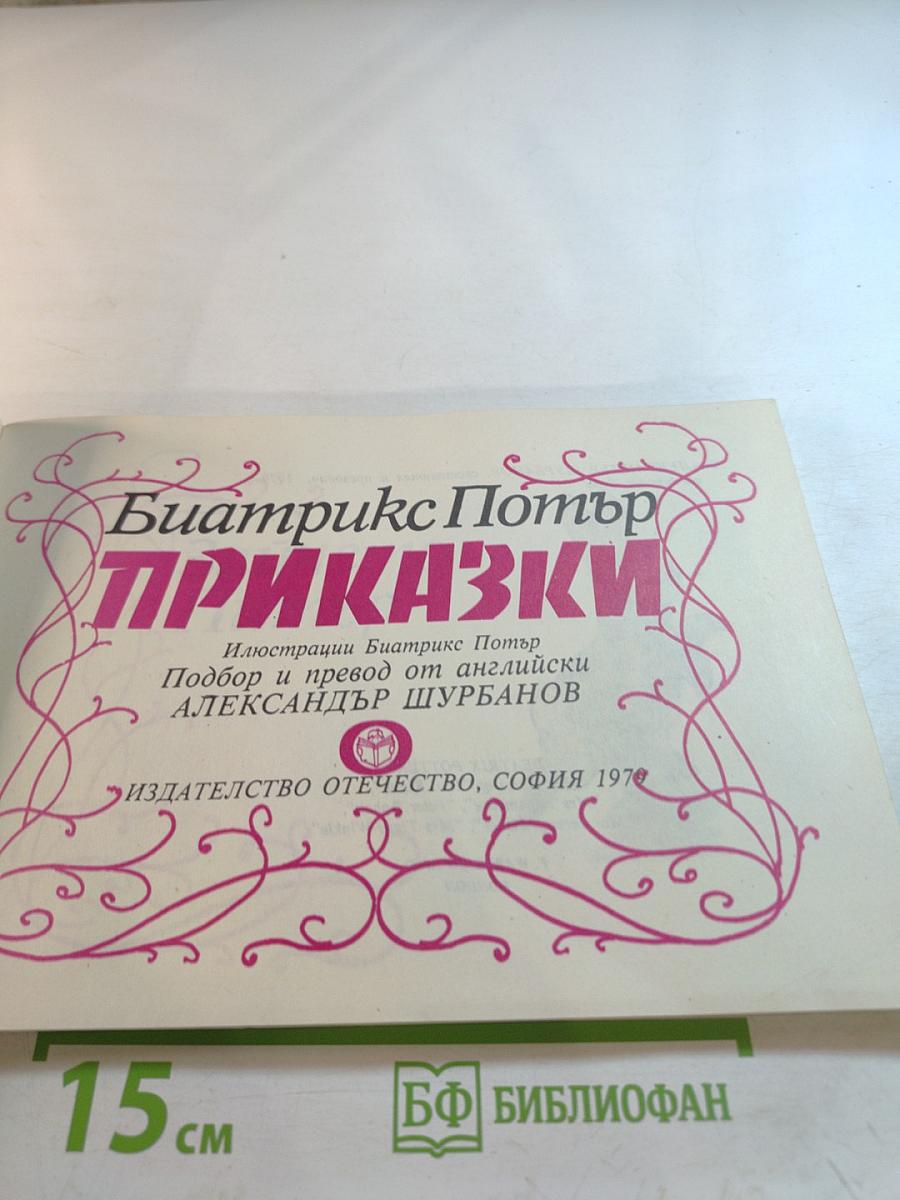 Биатрикс Потър
ПРИКАЗКИ
Илюстрации Биатрикс Потър
Подбор и превод от английски
АЛЕКСАНДЪР ШУРБАНОВ
ИЗДАТЕЛСТВО ОТЕЧЕСТВО, СОФИЯ 1979
15 см
БФ БИБЛИОФАН